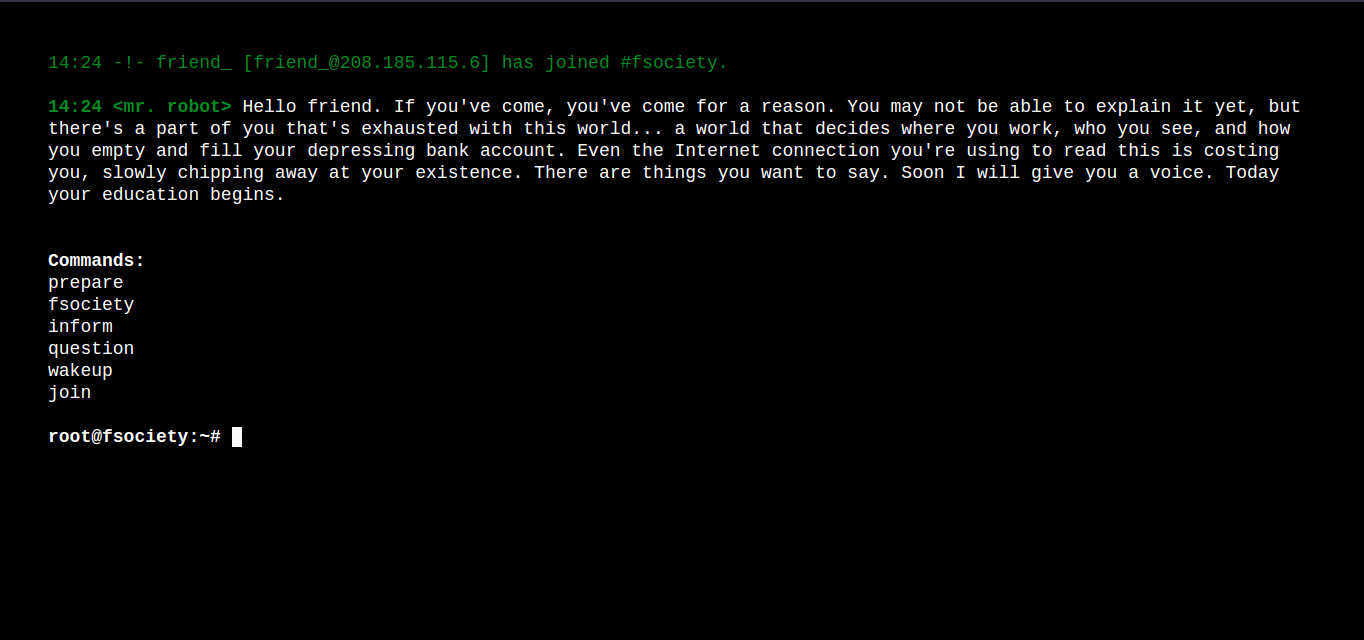 14:24 -!- friend_ [friend_@208.185.115.6] has joined #fsociety.
14:24 <mr. robot> Hello friend. If you've come, you've come for a reason. You may not be able to explain it yet, but
there's a part of you that's exhausted with this world... a world that decides where you work, who you see, and how
you empty and fill your depressing bank account. Even the Internet connection you're using to read this is costing
you, slowly chipping away at your existence. There are things you want to say. Soon I will give you a voice. Today
your education begins.
Commands:
prepare
fsociety
inform
question
wakeup
join
root@fsociety:~#